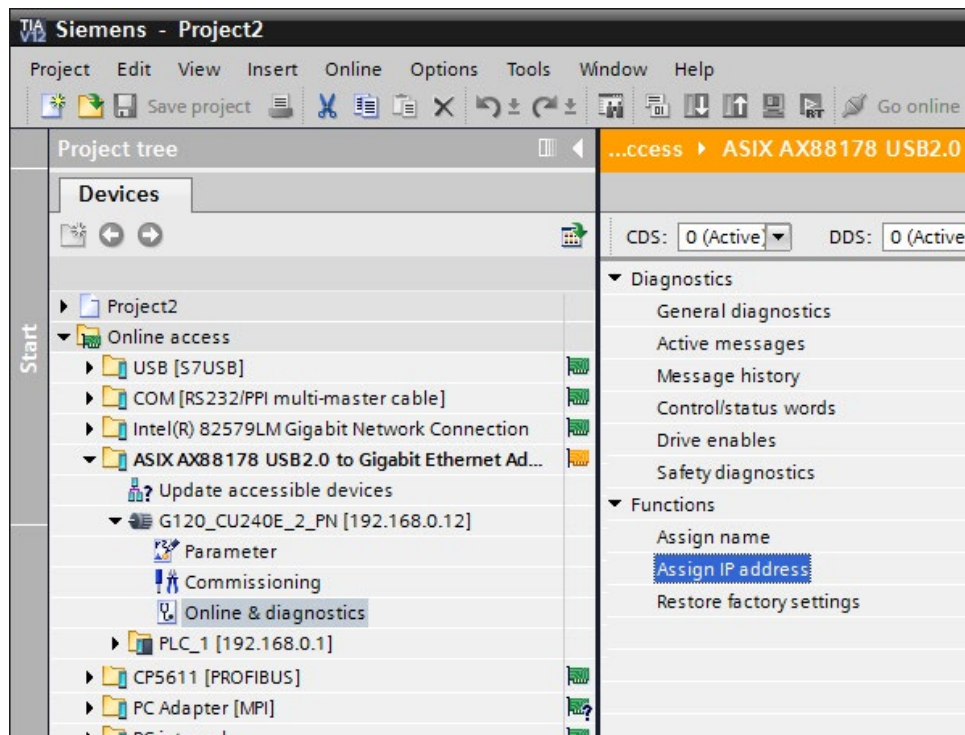 TIA V12 Siemens - Project2
Project Edit View Insert Online Options Tools Window Help
Save project Go online
RT
Project tree
...ccess ▸ ASIX AX88178 USB2.0
Devices
CDS: 0 (Active) DDS: 0 (Active
Start
Project2
Online access
USB [S7USB]
COM [RS232/PPI multi-master cable]
Intel(R) 82579LM Gigabit Network Connection
ASIX AX88178 USB2.0 to Gigabit Ethernet Ad...
Update accessible devices
G120_CU240E_2_PN [192.168.0.12]
Parameter
Commissioning
Online & diagnostics
PLC_1 [192.168.0.1]
CP5611 [PROFIBUS]
PC Adapter [MPI]
Diagnostics
General diagnostics
Active messages
Message history
Control/status words
Drive enables
Safety diagnostics
Functions
Assign name
Assign IP address
Restore factory settings